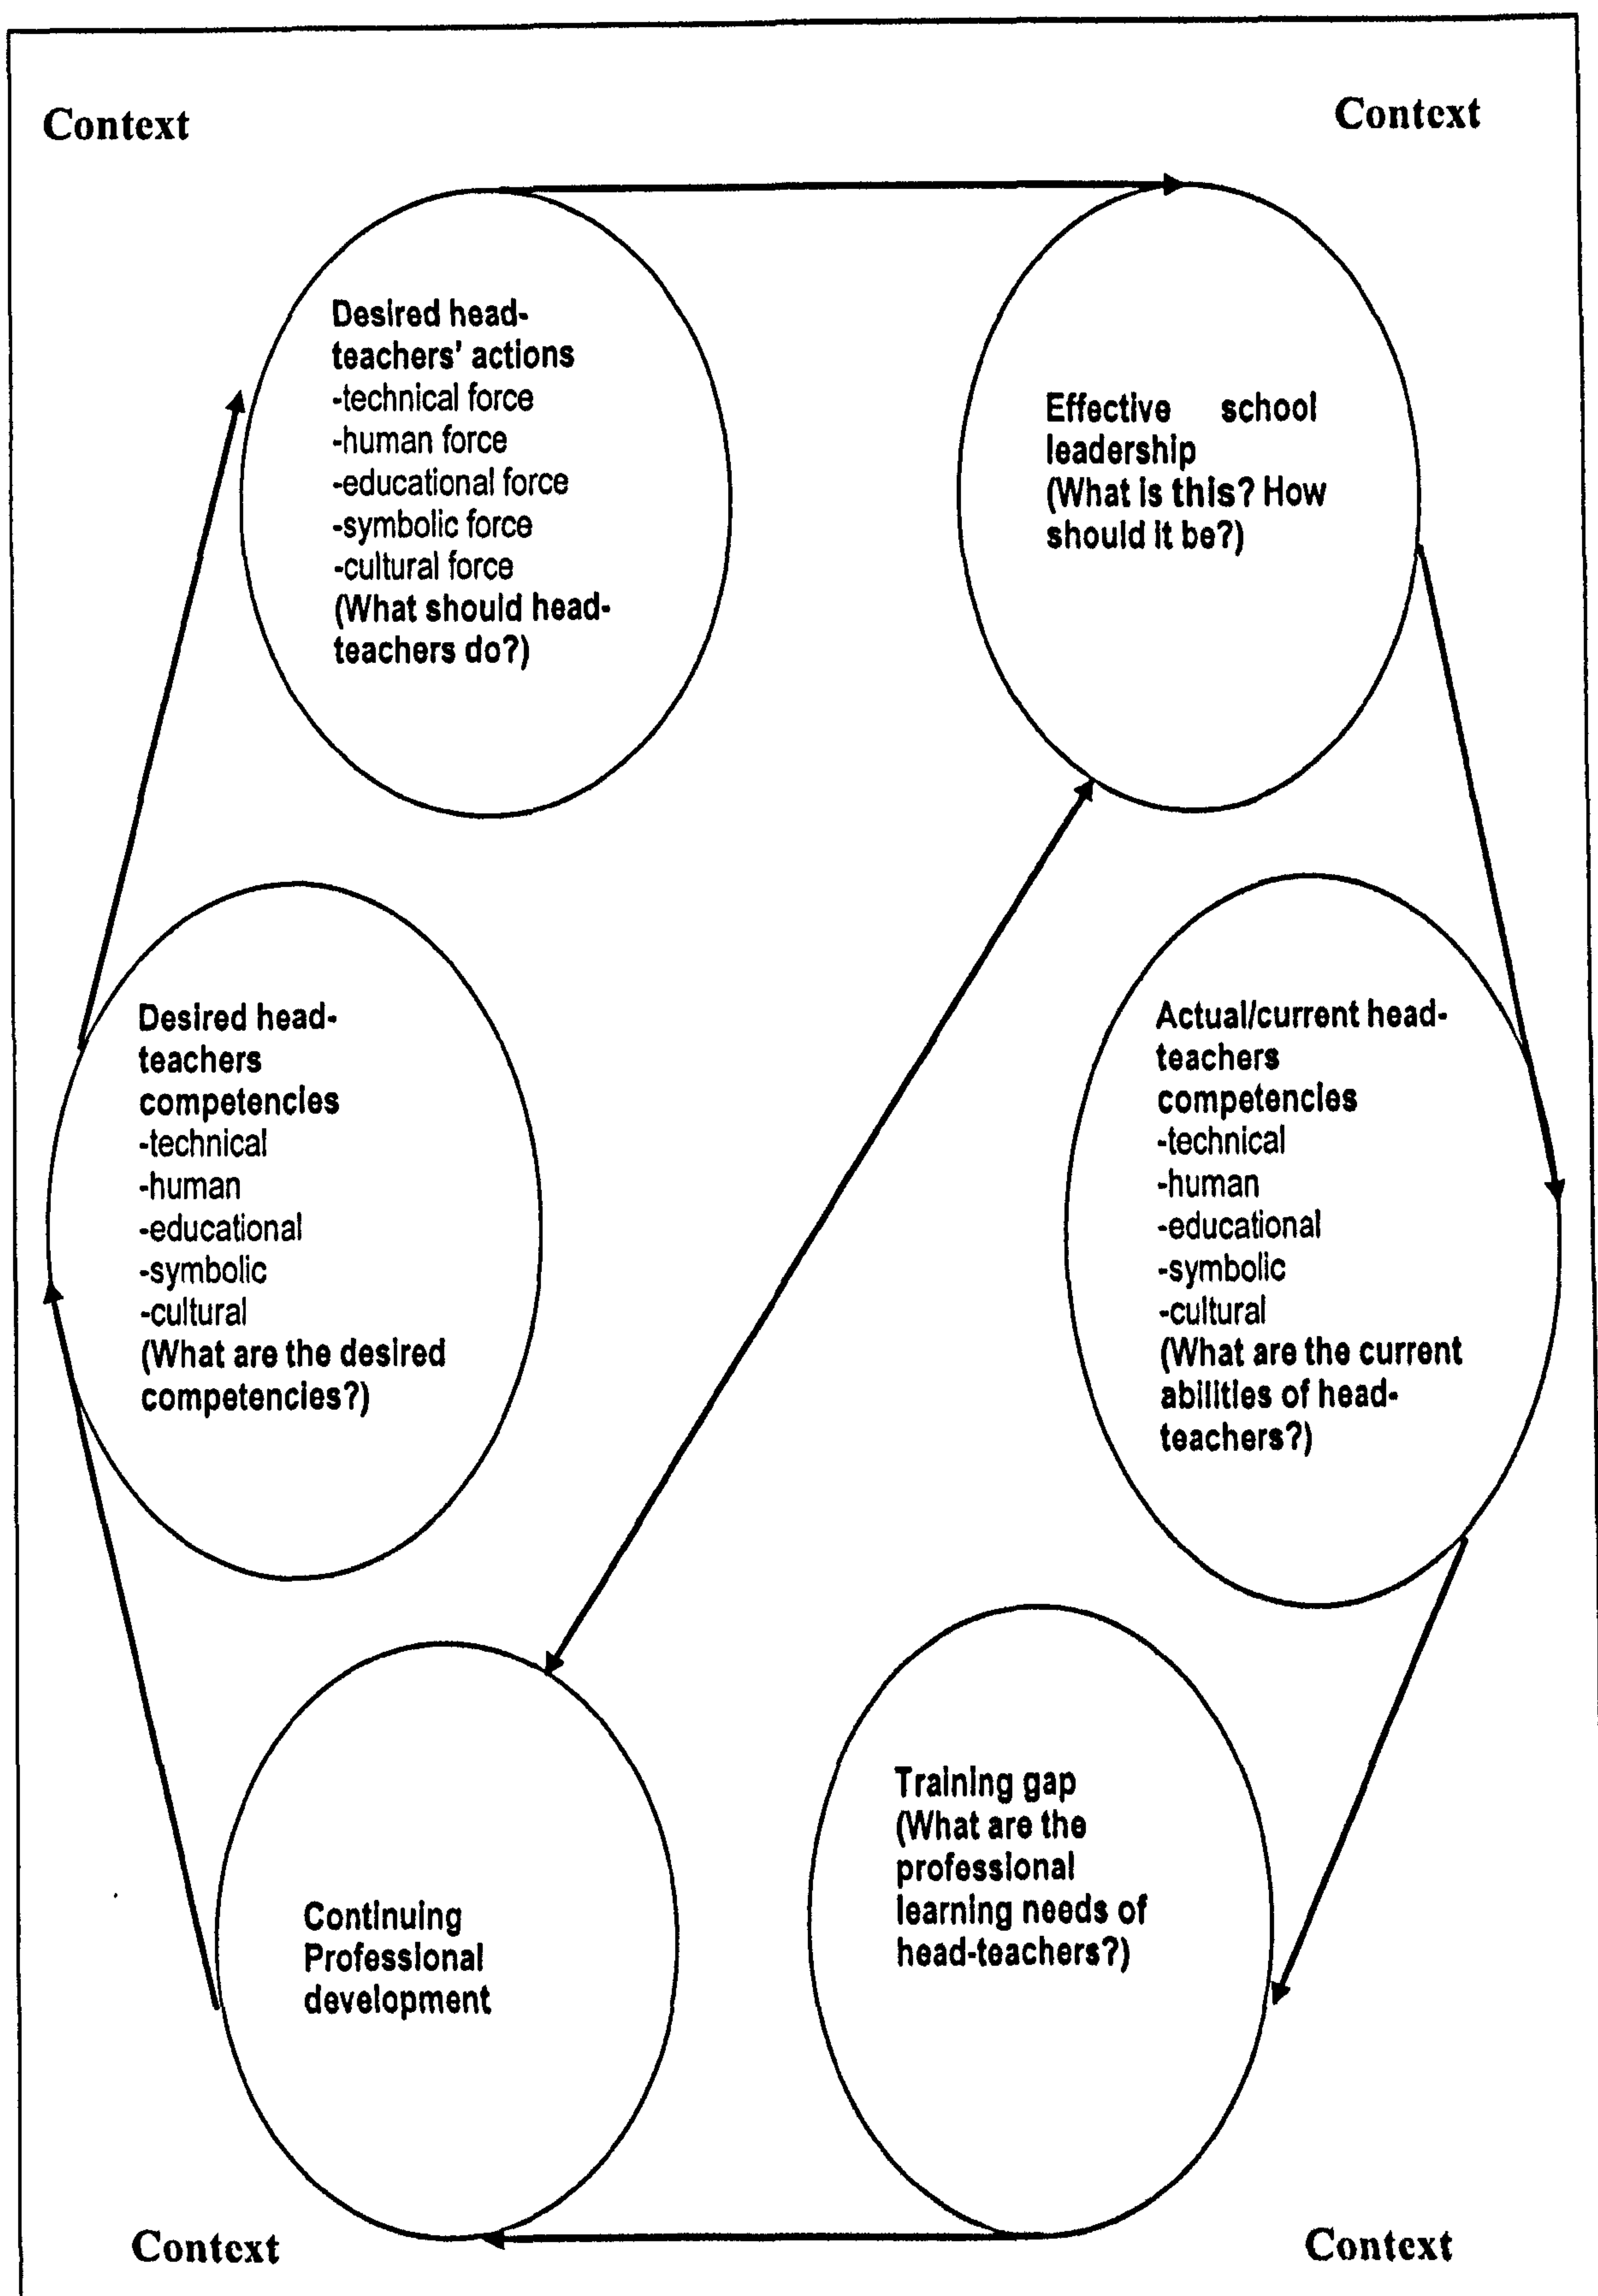 Context
Context
Desired head-
teachers' actions
-technical force
-human force
-educational force
-symbolic force
-cultural force
(What should head-
teachers do?)
Effective school
leadership
(What is this? How
should it be?)
Desired head-
teachers
competencies
-technical
-human
-educational
-symbolic
-cultural
(What are the desired
competencies?)
Actual/current head-
teachers
competencies
-technical
-human
-educational
-symbolic
-cultural
(What are the current
abilities of head-
teachers?)
Continuing
Professional
development
Training gap
(What are the
professional
learning needs of
head-teachers?)
Context
Context